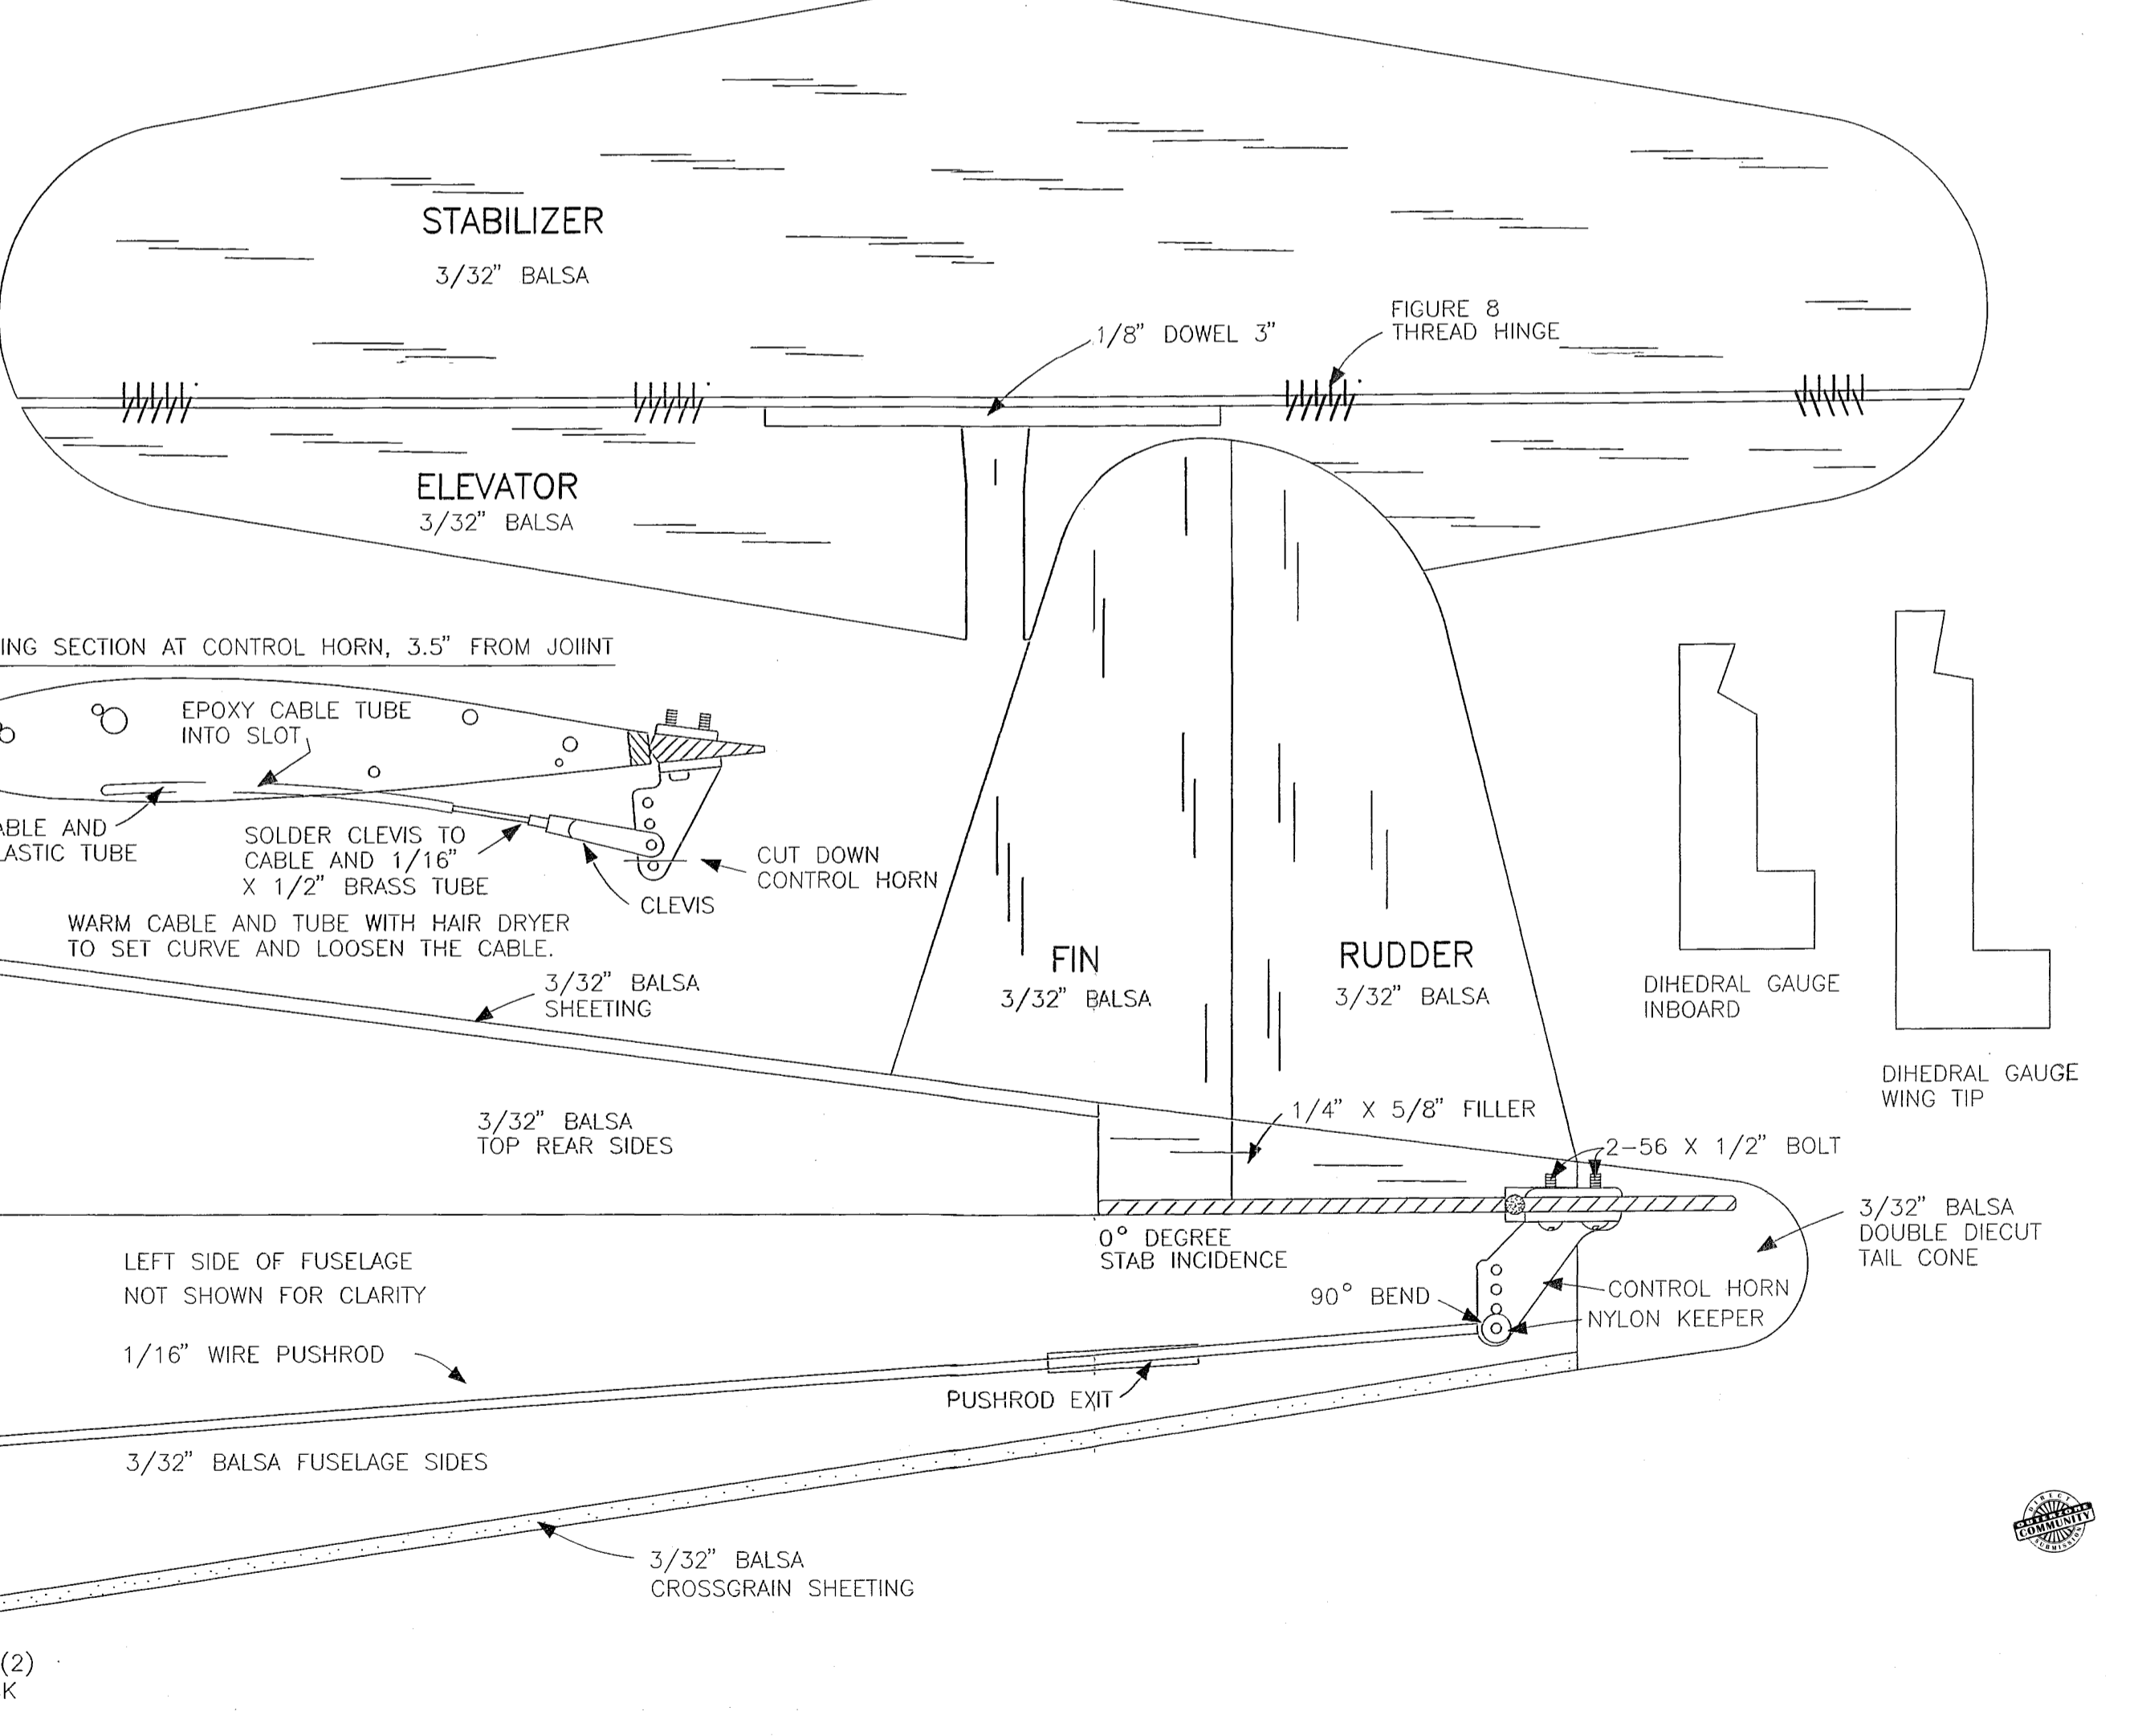 STABILIZER
3/32” BALSA
FIGURE 8
THREAD HINGE
1/8” DOWEL 3”
ELEVATOR
3/32” BALSA
ING SECTION AT CONTROL HORN, 3.5” FROM JOIINT
EPOXY CABLE TUBE
INTO SLOT
ABLE AND
LASTIC TUBE
SOLDER CLEVIS TO
CABLE AND 1/16”
X 1/2” BRASS TUBE
CUT DOWN
CONTROL HORN
CLEVIS
WARM CABLE AND TUBE WITH HAIR DRYER
TO SET CURVE AND LOOSEN THE CABLE.
3/32” BALSA
SHEETING
FIN
3/32” BALSA
RUDDER
3/32” BALSA
DIHEDRAL GAUGE
INBOARD
DIHEDRAL GAUGE
WING TIP
3/32” BALSA
TOP REAR SIDES
1/4” X 5/8” FILLER
2-56 X 1/2” BOLT
3/32” BALSA
DOUBLE DIECUT
TAIL CONE
0° DEGREE
STAB INCIDENCE
LEFT SIDE OF FUSELAGE
NOT SHOWN FOR CLARITY
90° BEND
CONTROL HORN
NYLON KEEPER
1/16” WIRE PUSHROD
PUSHROD EXIT
3/32” BALSA FUSELAGE SIDES
3/32” BALSA
CROSSGRAIN SHEETING
DIRECT
OUTERZONE
COMMUNITY
SUBMISSION
(2)
K